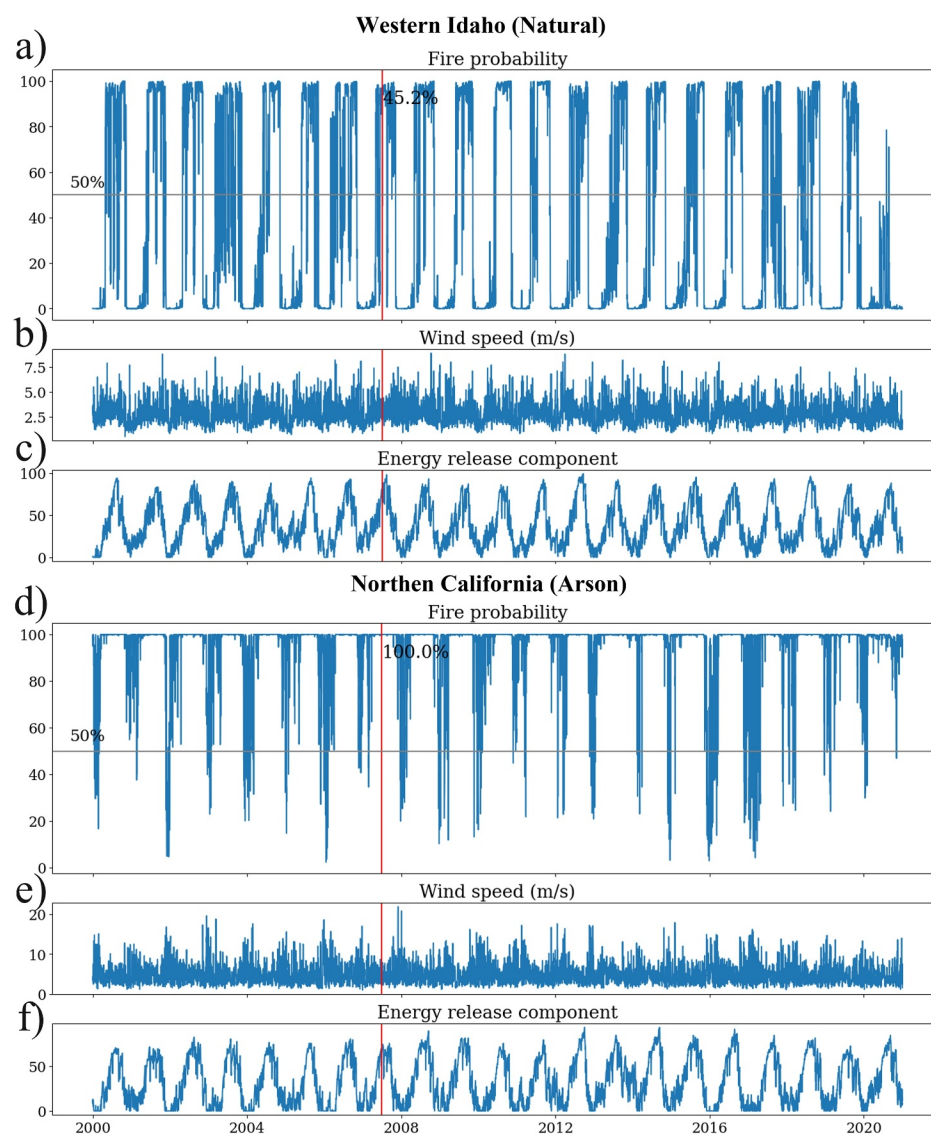 Western Idaho (Natural)
a)
Fire probability
100
45.2%
80
60
50%
40
20
0
b)
Wind speed (m/s)
7.5
5.0
2.5
c)
Energy release component
100
50
0
Northen California (Arson)
d)
Fire probability
100
100.0%
80
60
50%
40
20
0
e)
Wind speed (m/s)
20
10
0
f)
Energy release component
50
0
2000 2004 2008 2012 2016 2020